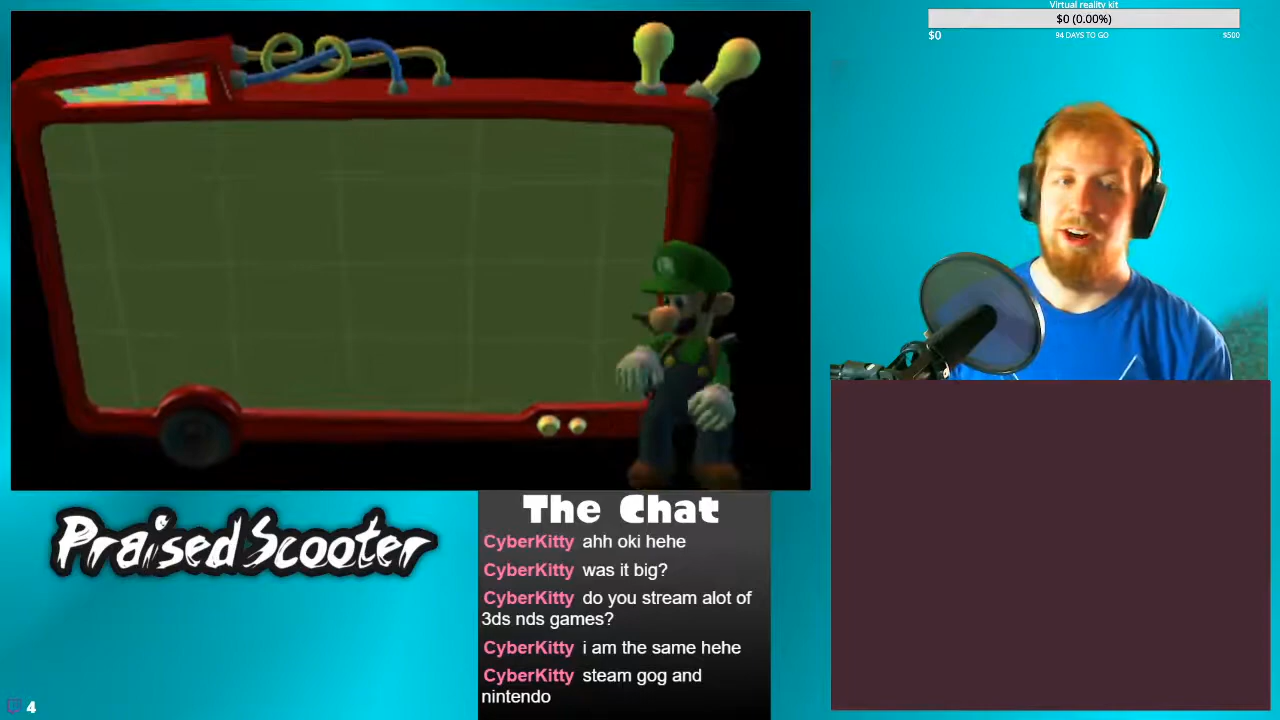 Virtual reality kit
$0 (0.00%)
$0
94 DAYS TO GO
$500
Praised Scooter
The Chat
CyberKitty ahh oki hehe
CyberKitty was it big?
CyberKitty do you stream alot of
3ds nds games?
CyberKitty i am the same hehe
CyberKitty steam gog and
nintendo
4